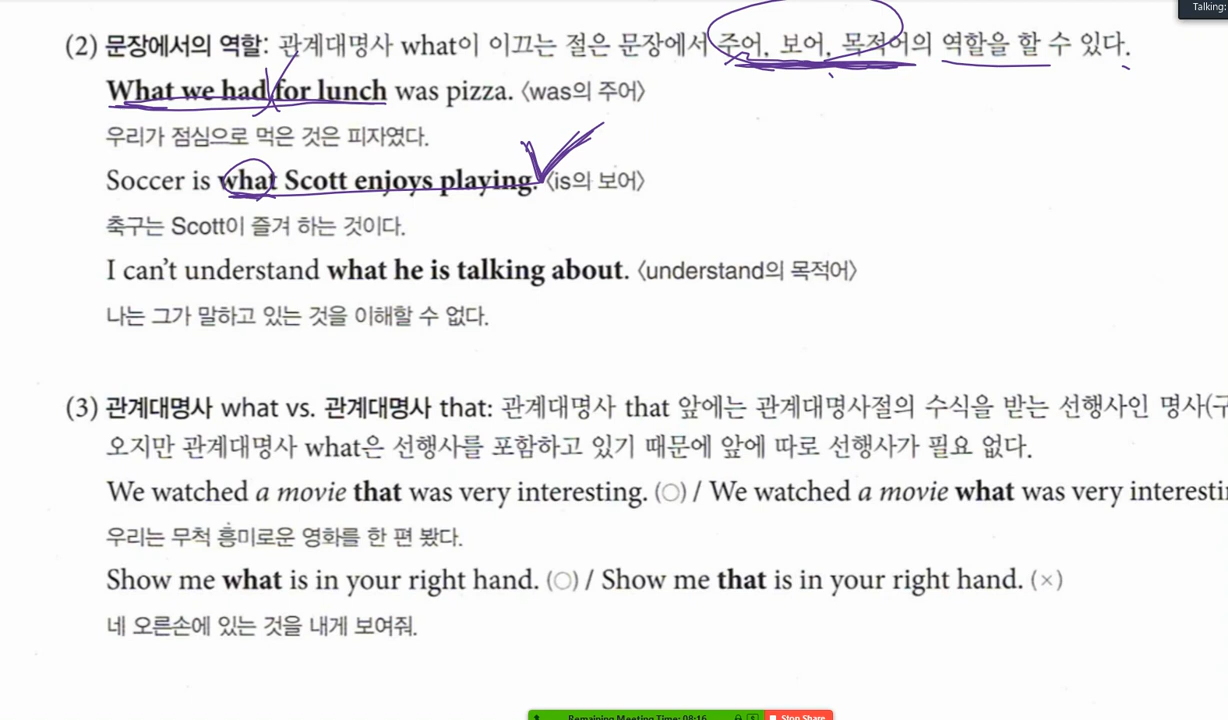 Talking:
(2) 문장에서의 역할: 관계대명사 what이 이끄는 절은 문장에서 주어, 보어, 목적어의 역할을 할 수 있다.
What we had for lunch was pizza. 〈was의 주어〉
우리가 점심으로 먹은 것은 피자였다.
Soccer is what Scott enjoys playing. 〈is의 보어〉
축구는 Scott이 즐겨 하는 것이다.
I can't understand what he is talking about. 〈understand의 목적어〉
나는 그가 말하고 있는 것을 이해할 수 없다.
(3) 관계대명사 what vs. 관계대명사 that: 관계대명사 that 앞에는 관계대명사절의 수식을 받는 선행사인 명사(구
오지만 관계대명사 what은 선행사를 포함하고 있기 때문에 앞에 따로 선행사가 필요 없다.
We watched a movie that was very interesting. (○) / We watched a movie what was very interesti
우리는 무척 흥미로운 영화를 한 편 봤다.
Show me what is in your right hand. (○) / Show me that is in your right hand. (×)
네 오른손에 있는 것을 내게 보여줘.
Remaining Meeting Time: 08:16 Stop Share